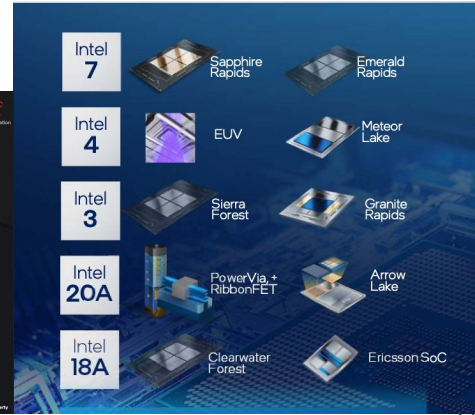 Intel
7
Sapphire
Rapids
Emerald
Rapids
Intel
4
EUV
Meteor
Lake
Intel
3
Sierra
Forest
Granite
Rapids
Intel
20A
PowerVia +
RibbonFET
Arrow
Lake
Intel
18A
Clearwater
Forest
Ericsson SoC